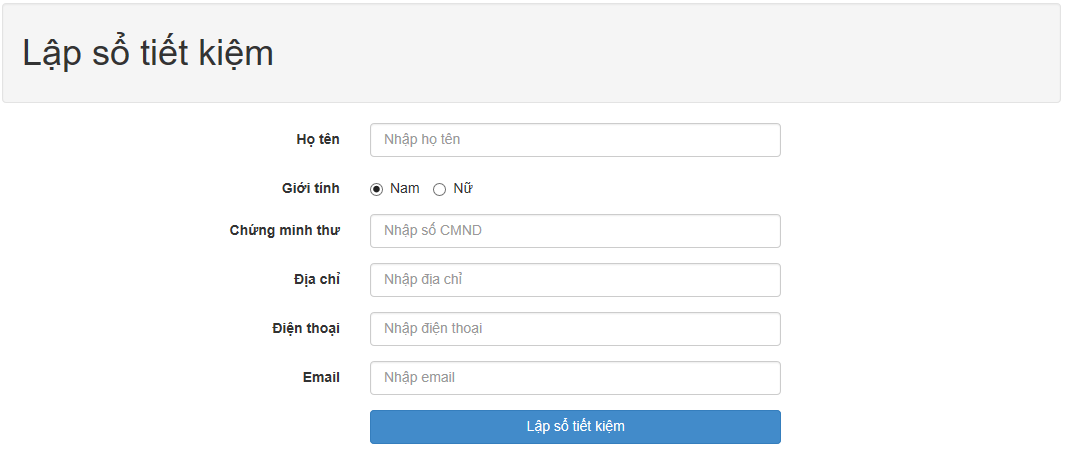 Lập sổ tiết kiệm
Họ tên Nhập họ tên
Giới tính Nam Nữ
Chứng minh thư Nhập số CMND
Địa chỉ Nhập địa chỉ
Điện thoại Nhập điện thoại
Email Nhập email
Lập sổ tiết kiệm